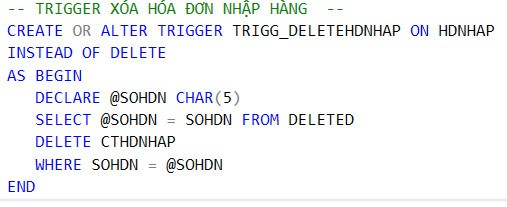 -- TRIGGER XÓA HÓA ĐƠN NHẬP HÀNG  --
CREATE OR ALTER TRIGGER TRIGG_DELETEHDNHAP ON HDNHAP
INSTEAD OF DELETE
AS BEGIN
   DECLARE @SOHDN CHAR(5)
   SELECT @SOHDN = SOHDN FROM DELETED
   DELETE CTHDNHAP
   WHERE SOHDN = @SOHDN
END